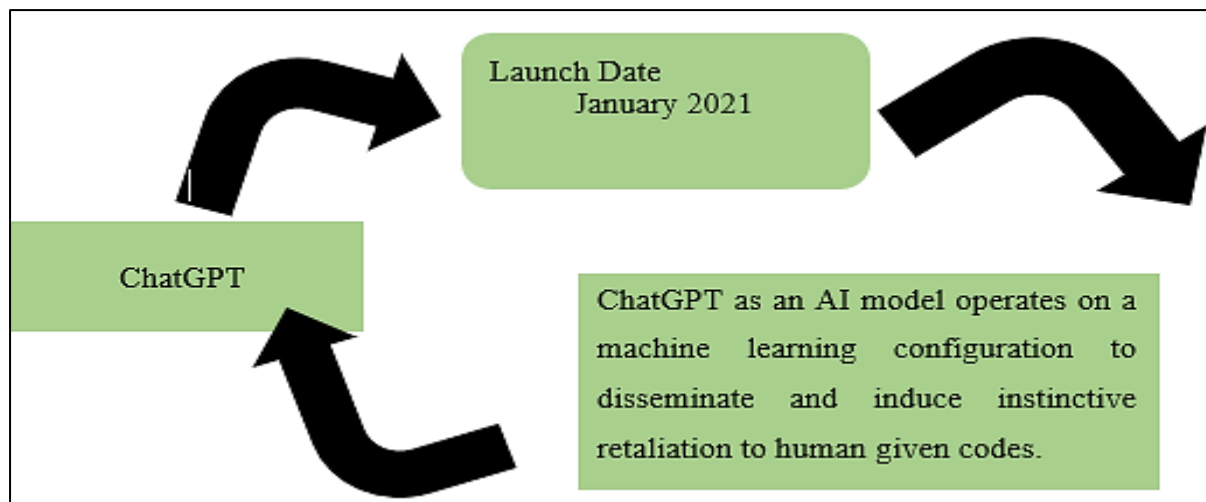 Launch Date
January 2021
ChatGPT
ChatGPT as an AI model operates on a
machine learning configuration to
disseminate and induce instinctive
retaliation to human given codes.